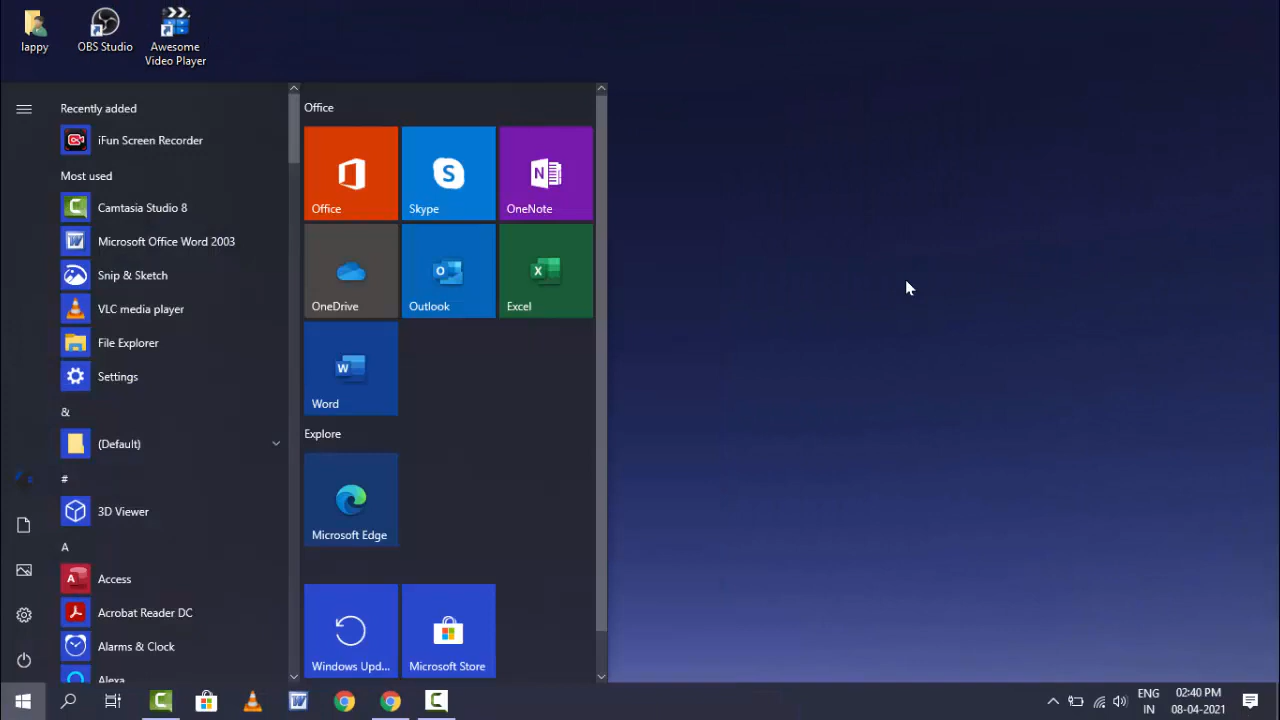 lappy
OBS Studio
Awesome
Video Player
Recently added
iFun Screen Recorder
Most used
Camtasia Studio 8
Microsoft Office Word 2003
Snip & Sketch
VLC media player
File Explorer
Settings
&
(Default)
#
3D Viewer
A
Access
Acrobat Reader DC
Alarms & Clock
Alexa
Office
Office
Skype
OneNote
OneDrive
Outlook
Excel
Word
Explore
Microsoft Edge
Windows Upd...
Microsoft Store
ENG
IN
02:40 PM
08-04-2021